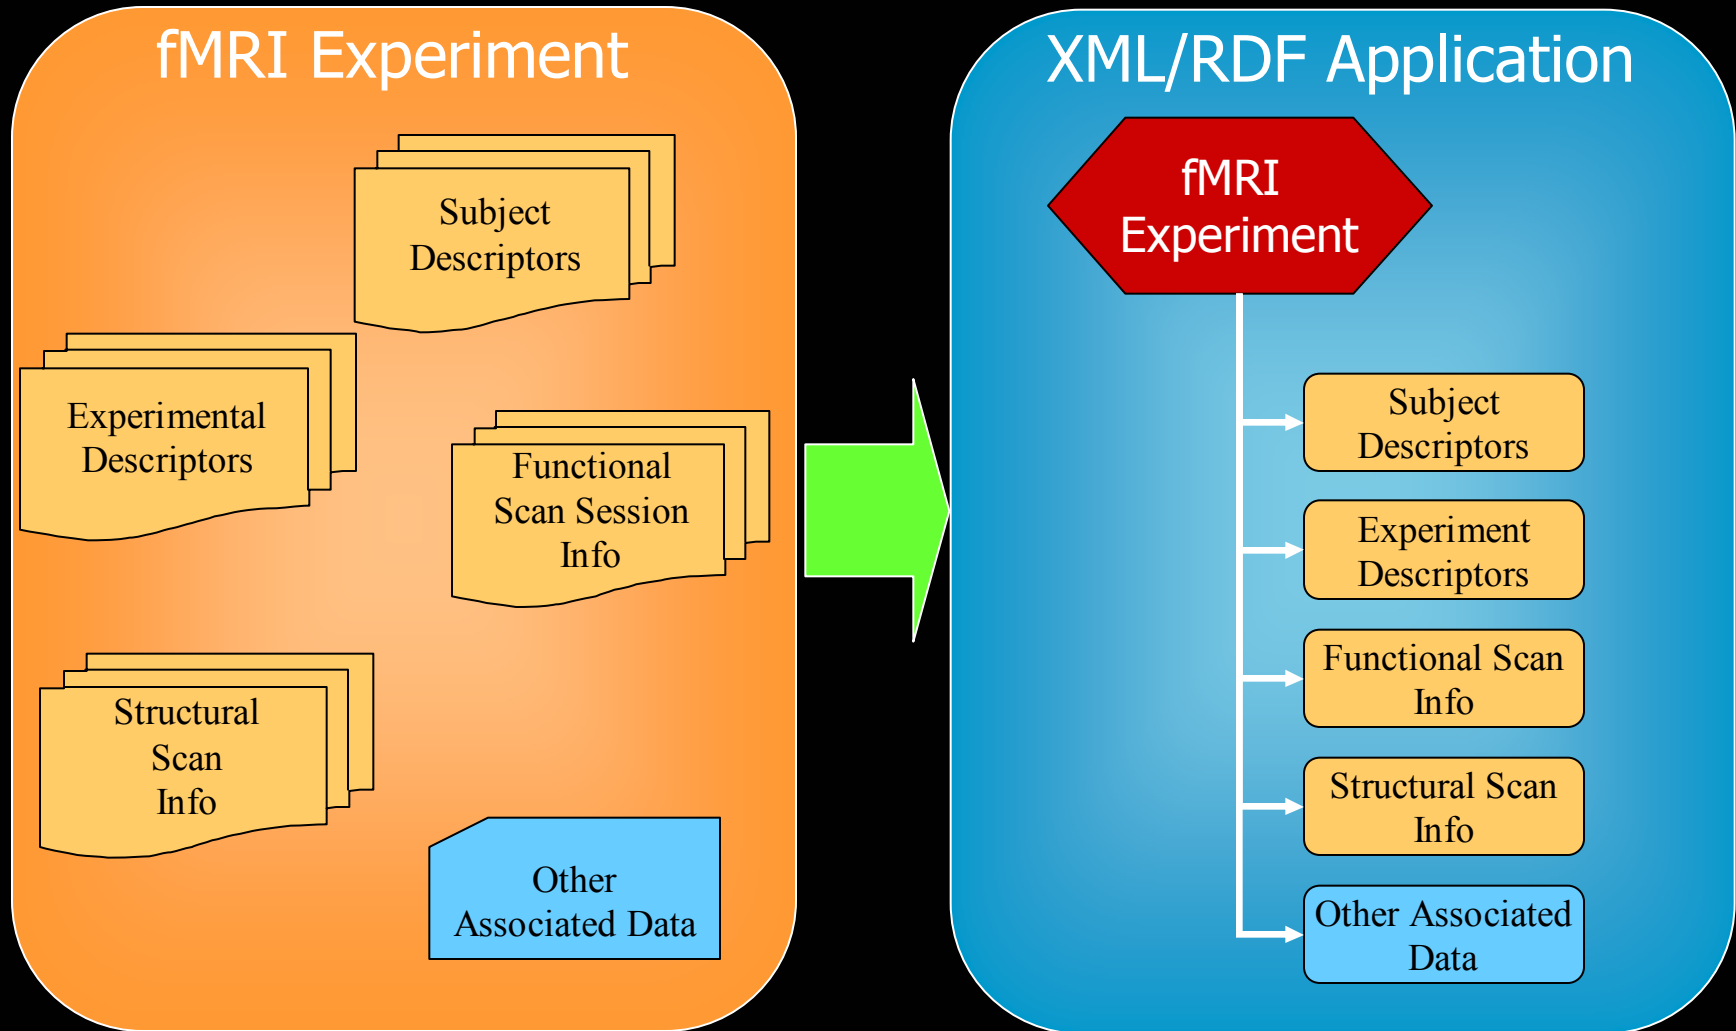 fMRI Experiment
Subject
Descriptors
Experimental
Descriptors
Functional
Scan Session
Info
Structural
Scan
Info
Other
Associated Data
XML/RDF Application
fMRI
Experiment
Subject
Descriptors
Experiment
Descriptors
Functional Scan
Info
Structural Scan
Info
Other Associated
Data